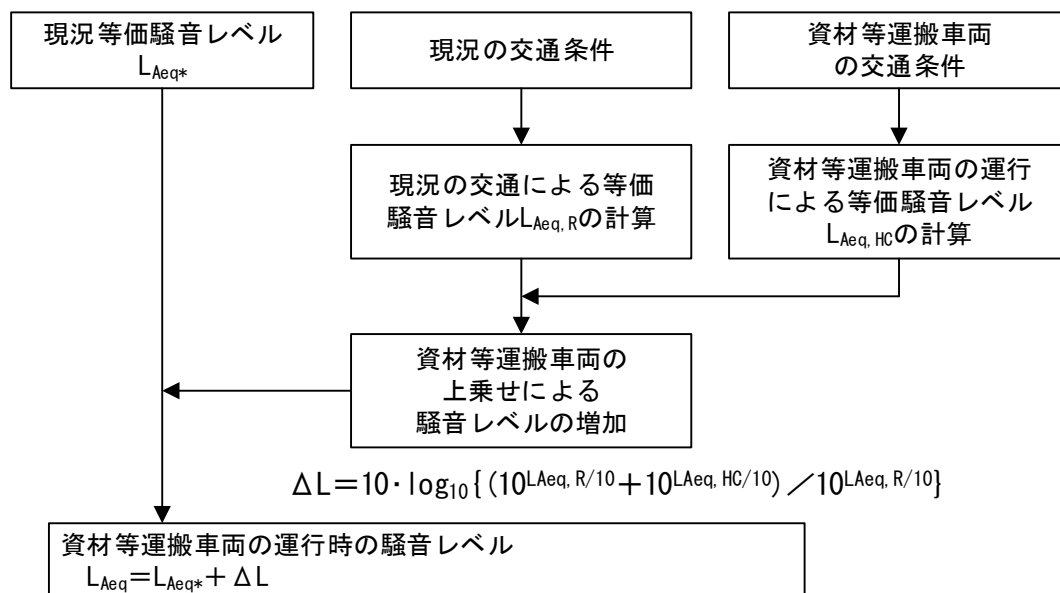 現況等価騒音レベル
LAeq*
現況の交通条件
資材等運搬車両
の交通条件
現況の交通による等価
騒音レベルLAeq,Rの計算
資材等運搬車両の運行
による等価騒音レベル
LAeq,HCの計算
資材等運搬車両の
上乗せによる
騒音レベルの増加
ΔL=10・log10{(10LAeq,R/10+10LAeq,HC/10)/10LAeq,R/10}
資材等運搬車両の運行時の騒音レベル
LAeq=LAeq*+ΔL